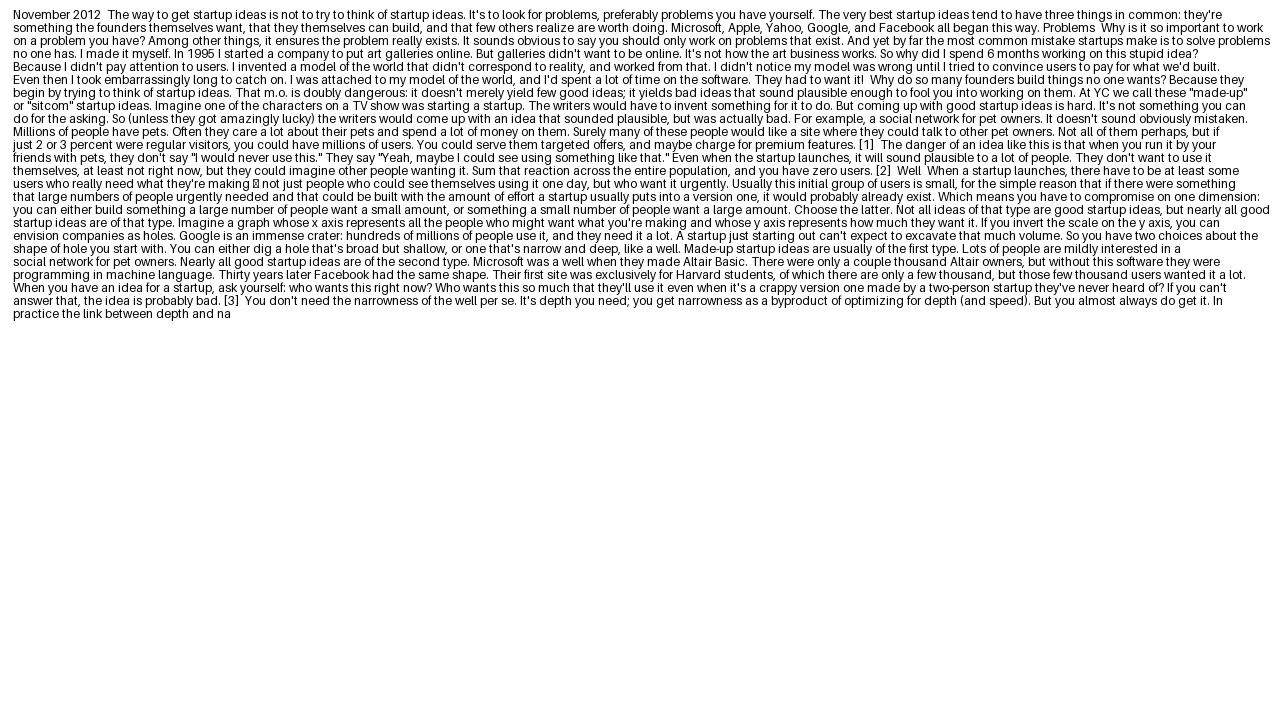 November 2012  The way to get startup ideas is not to try to think of startup ideas. It's to look for problems, preferably problems you have yourself. The very best startup ideas tend to have three things in common: they're
something the founders themselves want, that they themselves can build, and that few others realize are worth doing. Microsoft, Apple, Yahoo, Google, and Facebook all began this way. Problems  Why is it so important to work
on a problem you have? Among other things, it ensures the problem really exists. It sounds obvious to say you should only work on problems that exist. And yet by far the most common mistake startups make is to solve problems
no one has. I made it myself. In 1995 I started a company to put art galleries online. But galleries didn't want to be online. It's not how the art business works. So why did I spend 6 months working on this stupid idea?
Because I didn't pay attention to users. I invented a model of the world that didn't correspond to reality, and worked from that. I didn't notice my model was wrong until I tried to convince users to pay for what we'd built.
Even then I took embarrassingly long to catch on. I was attached to my model of the world, and I'd spent a lot of time on the software. They had to want it!  Why do so many founders build things no one wants? Because they
begin by trying to think of startup ideas. That m.o. is doubly dangerous: it doesn't merely yield few good ideas; it yields bad ideas that sound plausible enough to fool you into working on them. At YC we call these "made-up"
or "sitcom" startup ideas. Imagine one of the characters on a TV show was starting a startup. The writers would have to invent something for it to do. But coming up with good startup ideas is hard. It's not something you can
do for the asking. So (unless they got amazingly lucky) the writers would come up with an idea that sounded plausible, but was actually bad. For example, a social network for pet owners. It doesn't sound obviously mistaken.
Millions of people have pets. Often they care a lot about their pets and spend a lot of money on them. Surely many of these people would like a site where they could talk to other pet owners. Not all of them perhaps, but if
just 2 or 3 percent were regular visitors, you could have millions of users. You could serve them targeted offers, and maybe charge for premium features. [1]  The danger of an idea like this is that when you run it by your
friends with pets, they don't say "I would never use this." They say "Yeah, maybe I could see using something like that." Even when the startup launches, it will sound plausible to a lot of people. They don't want to use it
themselves, at least not right now, but they could imagine other people wanting it. Sum that reaction across the entire population, and you have zero users. [2]  Well  When a startup launches, there have to be at least some
users who really need what they're making not just people who could see themselves using it one day, but who want it urgently. Usually this initial group of users is small, for the simple reason that if there were something
that large numbers of people urgently needed and that could be built with the amount of effort a startup usually puts into a version one, it would probably already exist. Which means you have to compromise on one dimension:
you can either build something a large number of people want a small amount, or something a small number of people want a large amount. Choose the latter. Not all ideas of that type are good startup ideas, but nearly all good
startup ideas are of that type. Imagine a graph whose x axis represents all the people who might want what you're making and whose y axis represents how much they want it. If you invert the scale on the y axis, you can
envision companies as holes. Google is an immense crater: hundreds of millions of people use it, and they need it a lot. A startup just starting out can't expect to excavate that much volume. So you have two choices about the
shape of hole you start with. You can either dig a hole that's broad but shallow, or one that's narrow and deep, like a well. Made-up startup ideas are usually of the first type. Lots of people are mildly interested in a
social network for pet owners. Nearly all good startup ideas are of the second type. Microsoft was a well when they made Altair Basic. There were only a couple thousand Altair owners, but without this software they were
programming in machine language. Thirty years later Facebook had the same shape. Their first site was exclusively for Harvard students, of which there are only a few thousand, but those few thousand users wanted it a lot.
When you have an idea for a startup, ask yourself: who wants this right now? Who wants this so much that they'll use it even when it's a crappy version one made by a two-person startup they've never heard of? If you can't
answer that, the idea is probably bad. [3]  You don't need the narrowness of the well per se. It's depth you need; you get narrowness as a byproduct of optimizing for depth (and speed). But you almost always do get it. In
practice the link between depth and na